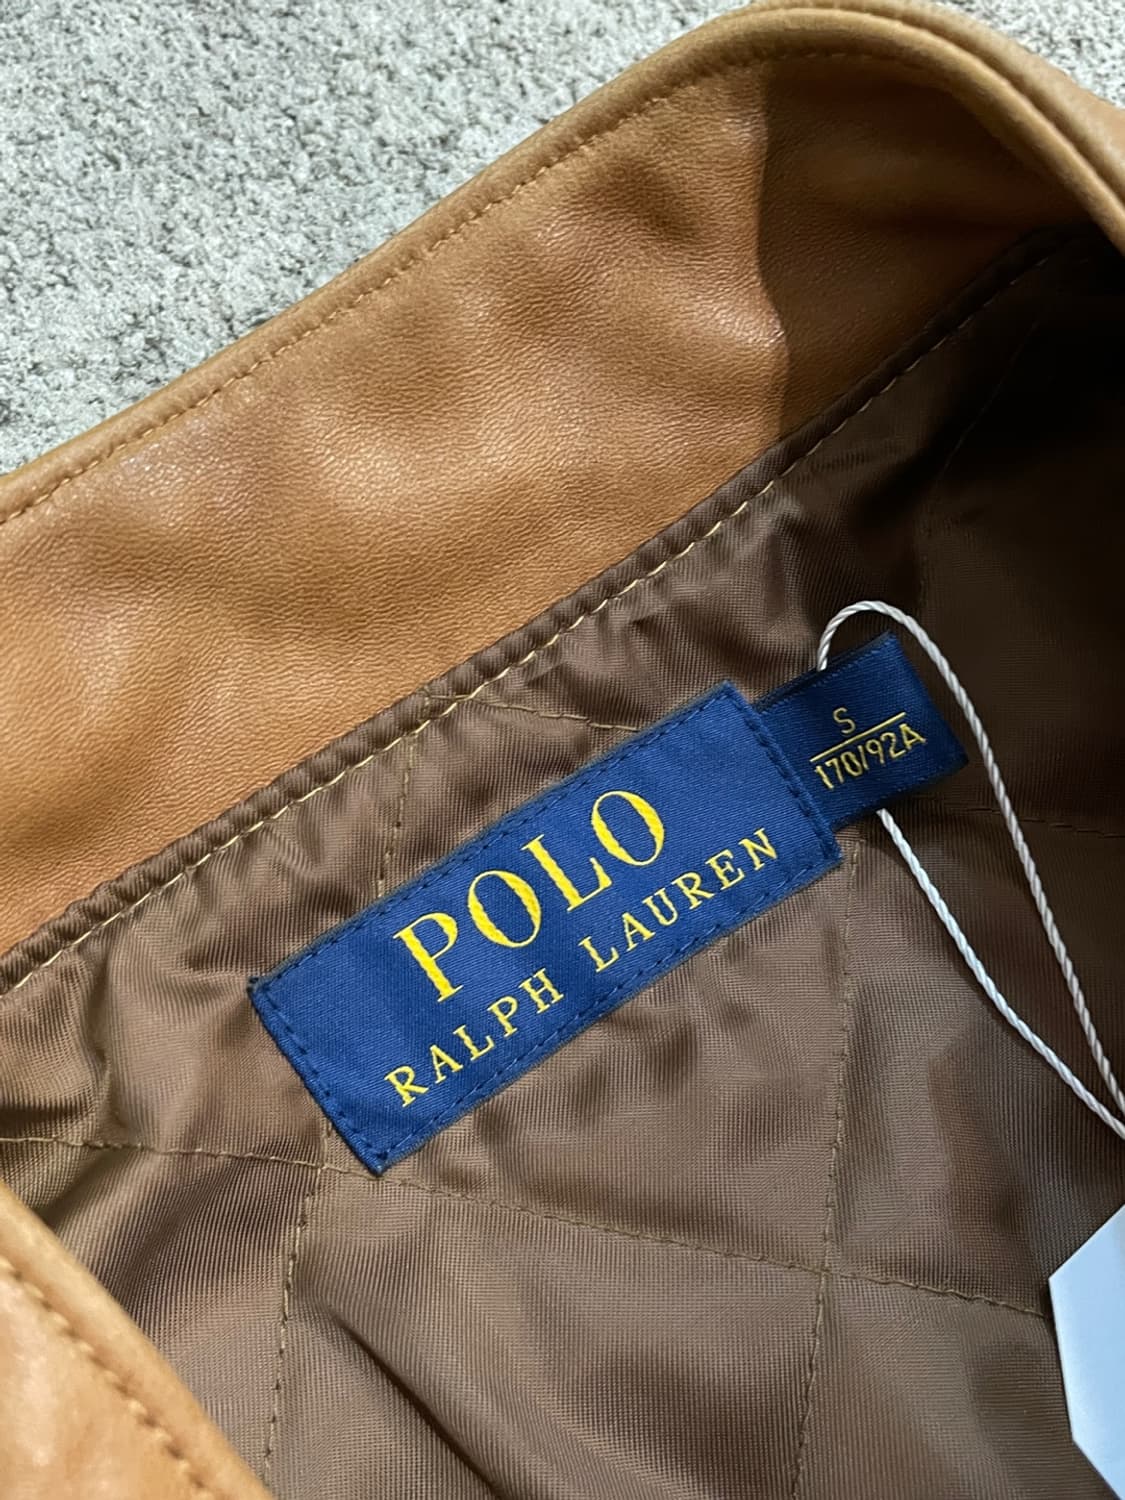 POLO
RALPH LAUREN
S
170/92A